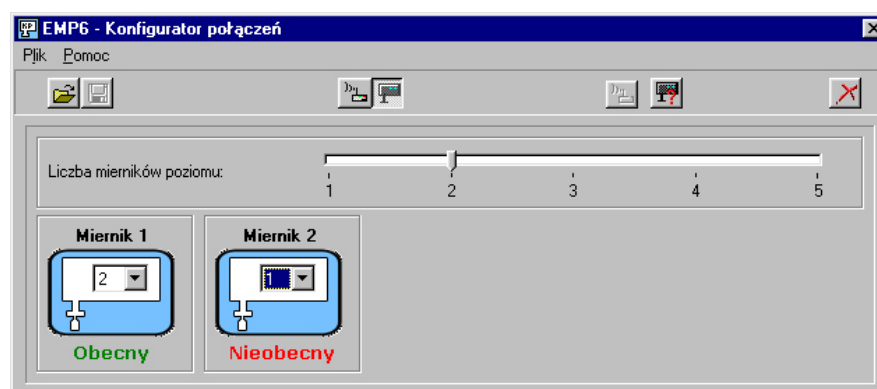 EMP6 - Konfigurator połączeń
Plik Pomoc
Liczba mierników poziomu:
1 2 3 4 5
Miernik 1 Miernik 2
2 1
Obecny Nieobecny